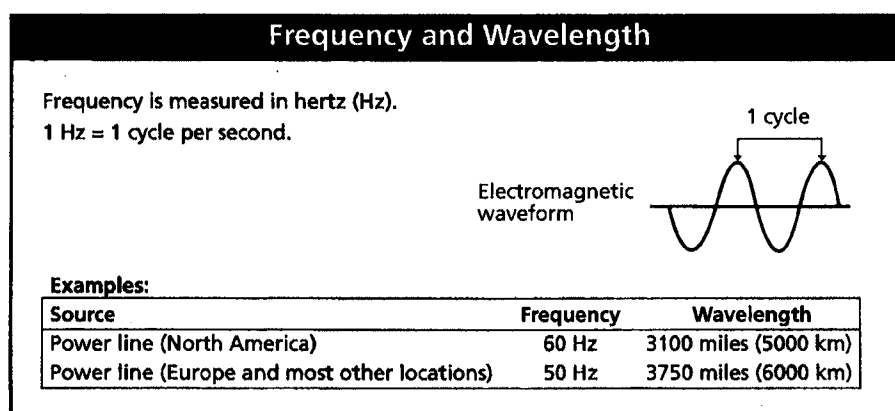 Frequency and Wavelength
Frequency is measured in hertz (Hz).
1 Hz = 1 cycle per second.
1 cycle
Electromagnetic
waveform
Examples:
Source Frequency Wavelength
Power line (North America) 60 Hz 3100 miles (5000 km)
Power line (Europe and most other locations) 50 Hz 3750 miles (6000 km)